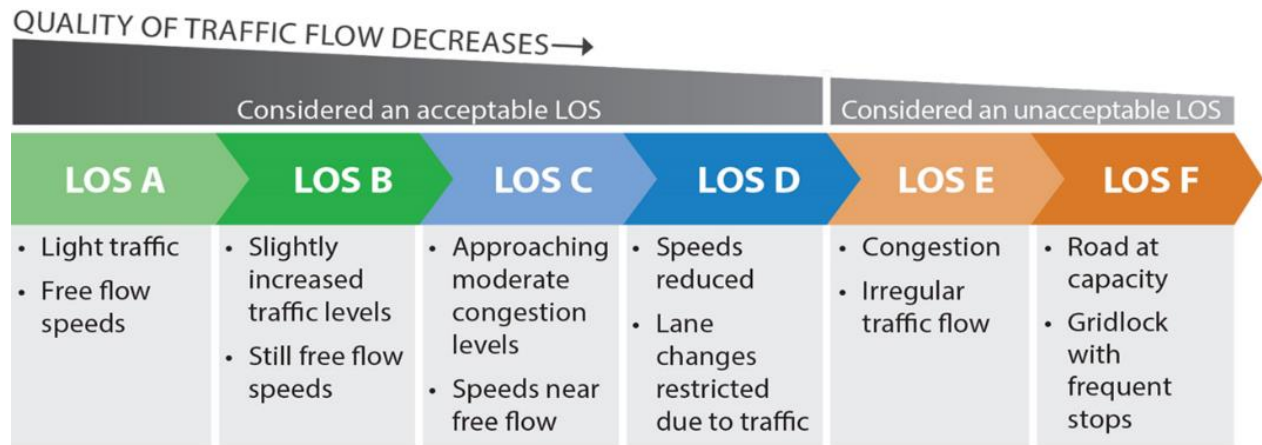 QUALITY OF TRAFFIC FLOW DECREASES→
Considered an acceptable LOS
Considered an unacceptable LOS
LOS A
LOS B
LOS C
LOS D
LOS E
LOS F
• Light traffic
• Free flow
speeds
• Slightly
increased
traffic levels
• Still free flow
speeds
• Approaching
moderate
congestion
levels
• Speeds near
free flow
• Speeds
reduced
• Lane
changes
restricted
due to traffic
• Congestion
• Irregular
traffic flow
• Road at
capacity
• Gridlock
with
frequent
stops